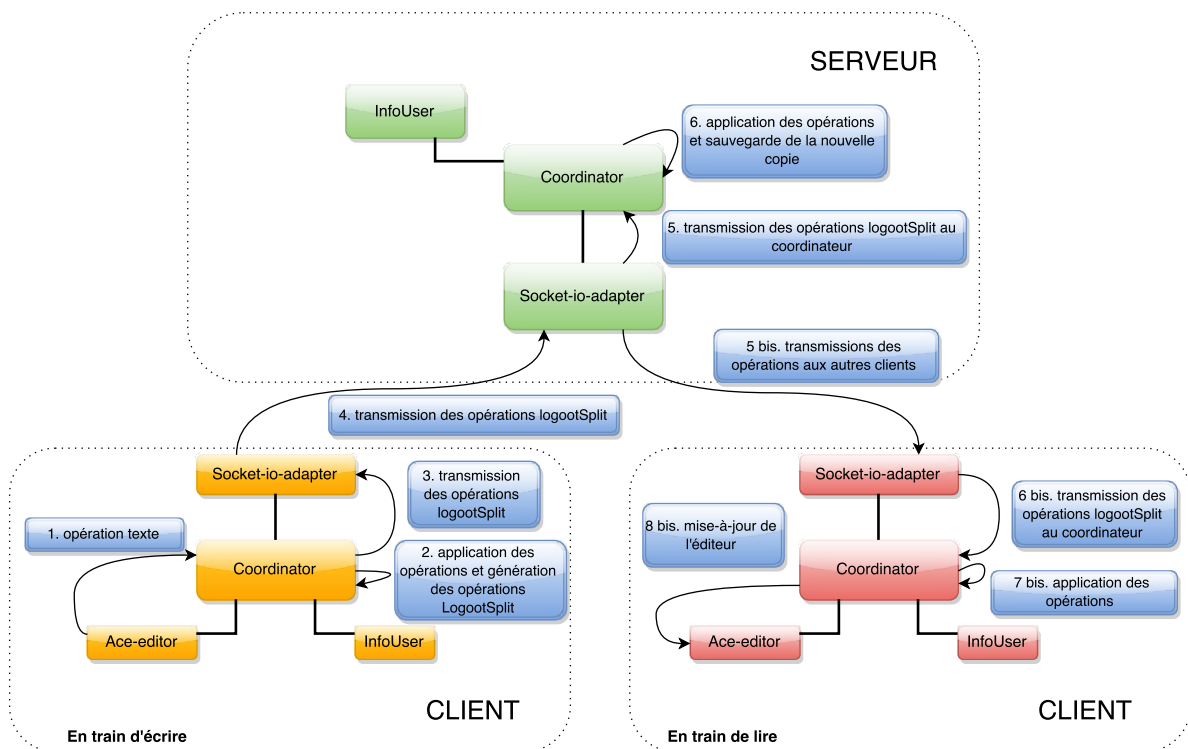 SERVEUR
InfoUser
6. application des opérations
et sauvegarde de la nouvelle
copie
Coordinator
5. transmission des opérations logootSplit au
coordinateur
Socket-io-adapter
5 bis. transmissions des
opérations aux autres clients
4. transmission des opérations logootSplit
Socket-io-adapter
3. transmission
des opérations
logootSplit
1. opération texte
Coordinator
2. application des
opérations et génération
des opérations
LogootSplit
Ace-editor
InfoUser
CLIENT
En train d'écrire
Socket-io-adapter
6 bis. transmission des
opérations logootSplit
au coordinateur
8 bis. mise-à-jour de
l'éditeur
Coordinator
7 bis. application des
opérations
Ace-editor
InfoUser
CLIENT
En train de lire